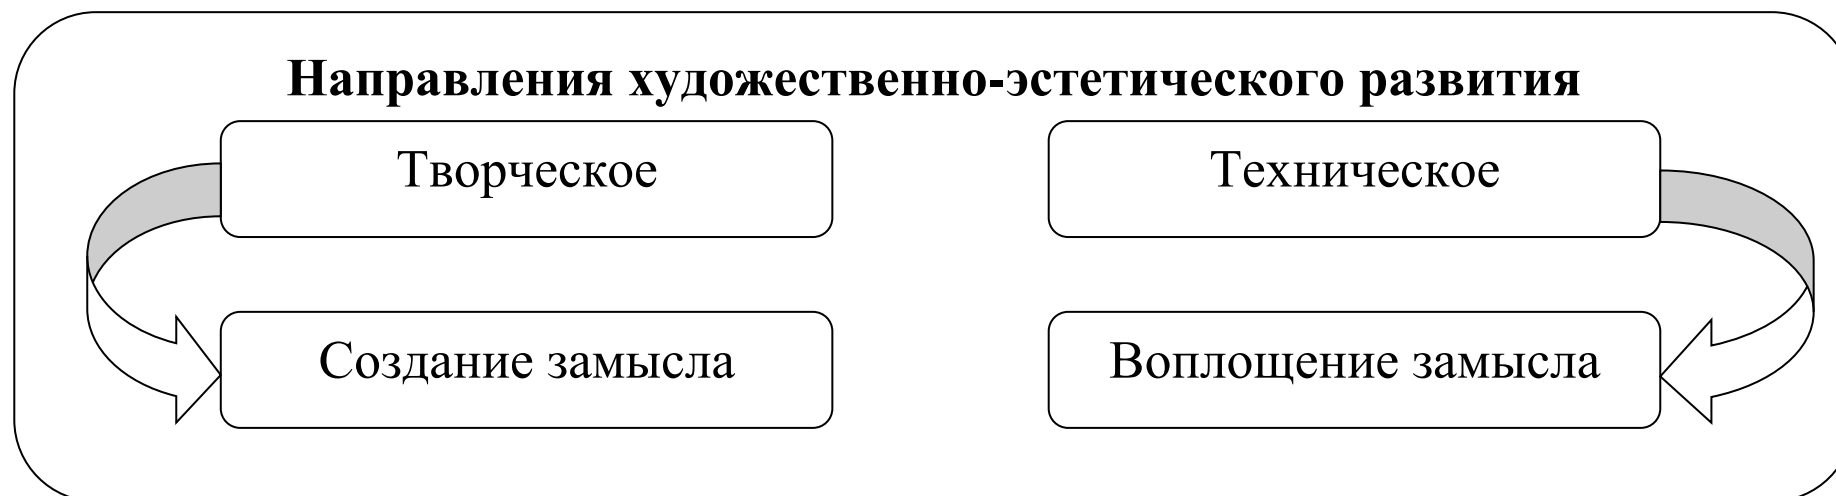 Направления художественно-эстетического развития
Творческое
Техническое
Создание замысла
Воплощение замысла